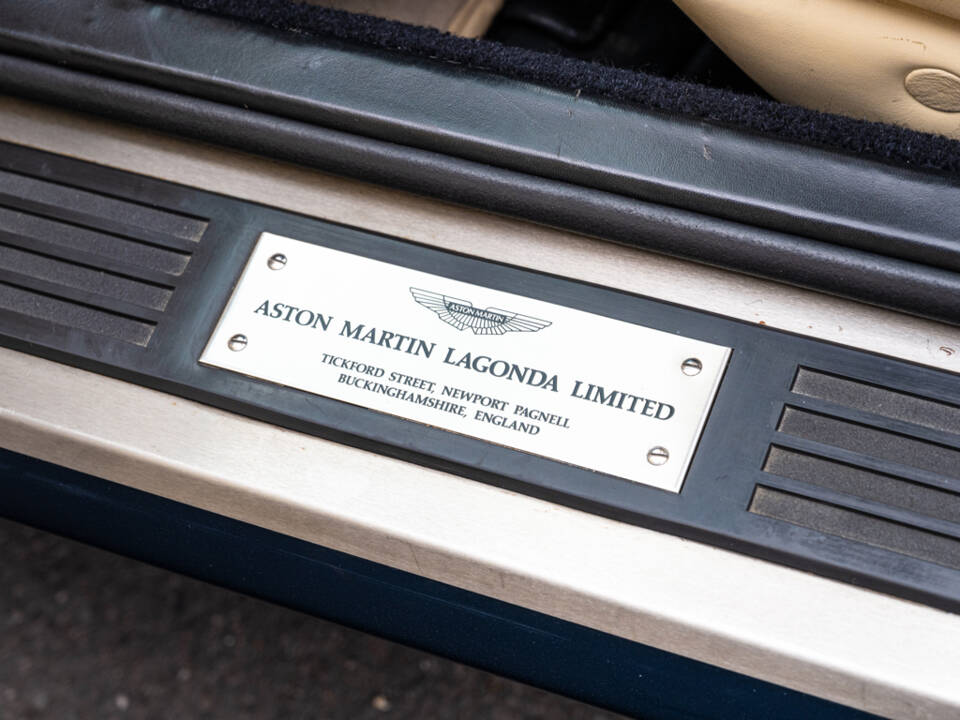 ASTON MARTIN
ASTON MARTIN LAGONDA LIMITED
TICKFORD STREET, NEWPORT PAGNELL
BUCKINGHAMSHIRE, ENGLAND